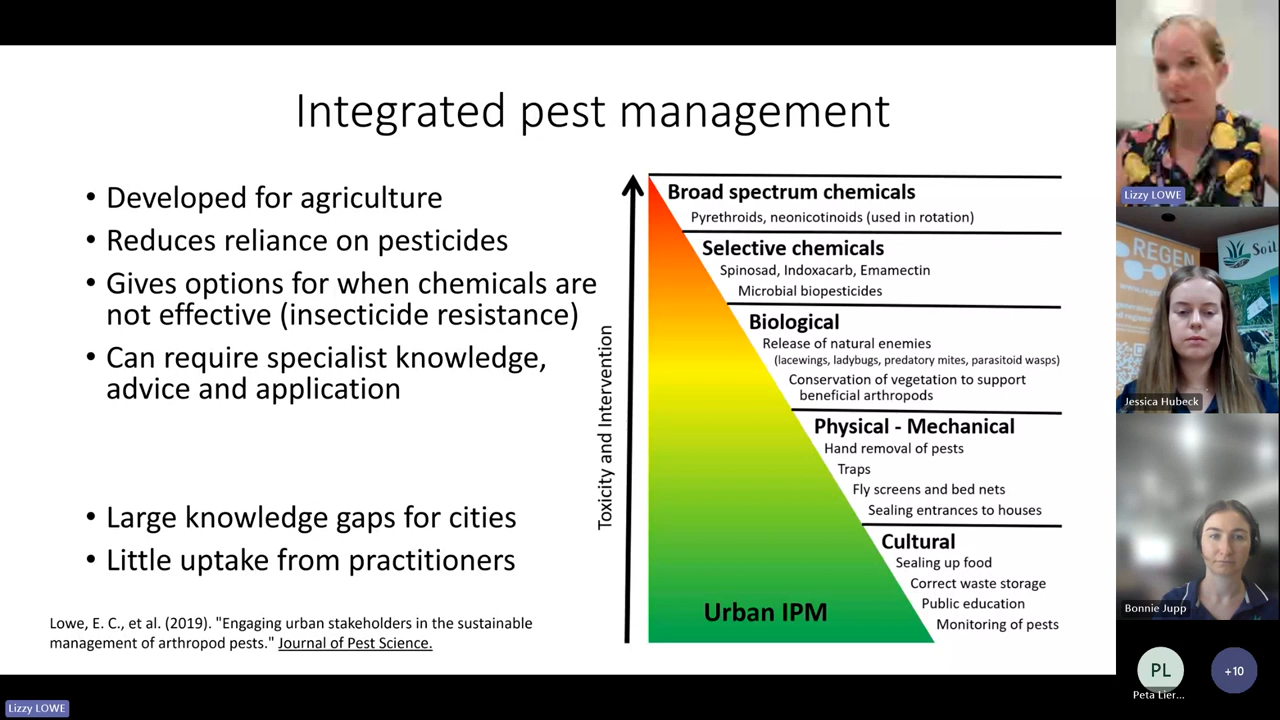 Integrated pest management
• Developed for agriculture
• Reduces reliance on pesticides
• Gives options for when chemicals are
not effective (insecticide resistance)
• Can require specialist knowledge,
advice and application
• Large knowledge gaps for cities
• Little uptake from practitioners
Lowe, E. C., et al. (2019). "Engaging urban stakeholders in the sustainable
management of arthropod pests." Journal of Pest Science.
Toxicity and Intervention
Broad spectrum chemicals
Pyrethroids, neonicotinoids (used in rotation)
Selective chemicals
Spinosad, Indoxacarb, Emamectin
Microbial biopesticides
Biological
Release of natural enemies
(lacewings, ladybugs, predatory mites, parasitoid wasps)
Conservation of vegetation to support
beneficial arthropods
Physical - Mechanical
Hand removal of pests
Traps
Fly screens and bed nets
Sealing entrances to houses
Cultural
Sealing up food
Correct waste storage
Public education
Monitoring of pests
Urban IPM
Lizzy LOWE
Lizzy LOWE
REGEN
Soil
Jessica Hubeck
Bonnie Jupp
PL
+10
Peta Lier...